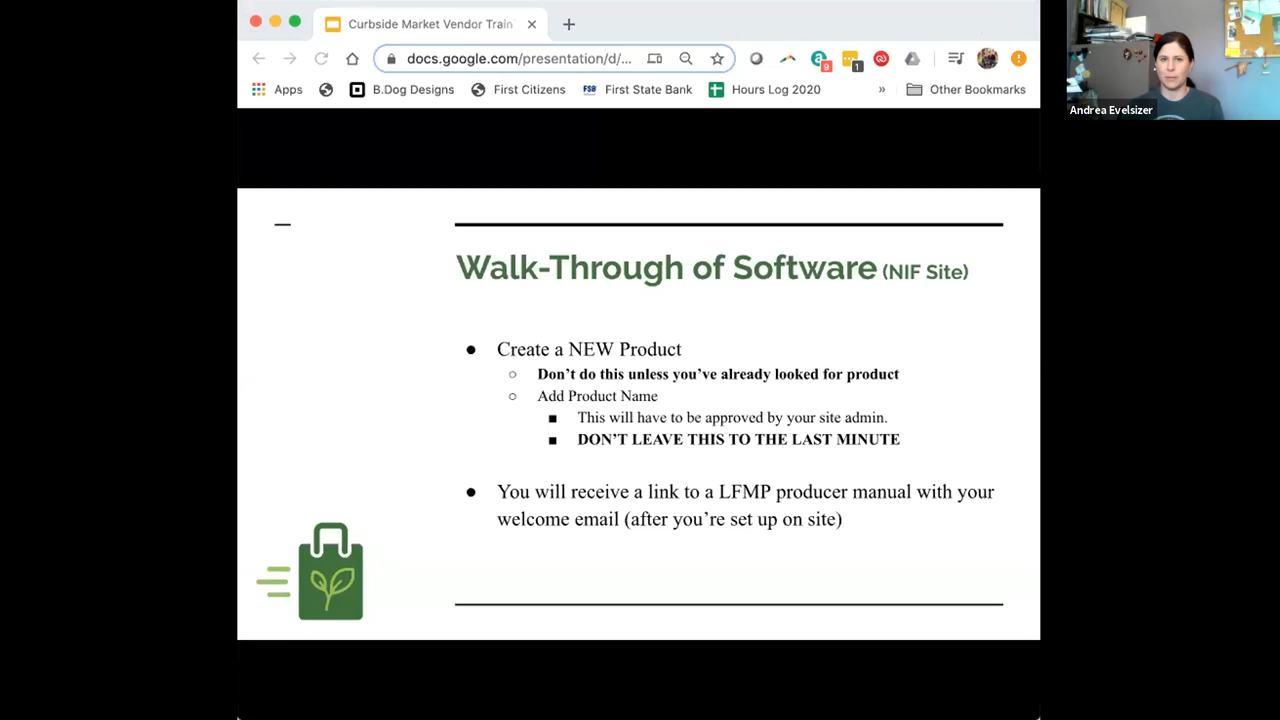 Curbside Market Vendor Train
docs.google.com/presentation/d/...
9
1
Apps
B.Dog Designs
First Citizens
FSB
First State Bank
Hours Log 2020
»
Other Bookmarks
Andrea Evelsizer
Walk-Through of Software (NIF Site)
● Create a NEW Product
○ Don't do this unless you've already looked for product
○ Add Product Name
■ This will have to be approved by your site admin.
■ DON'T LEAVE THIS TO THE LAST MINUTE
● You will receive a link to a LFMP producer manual with your
welcome email (after you're set up on site)